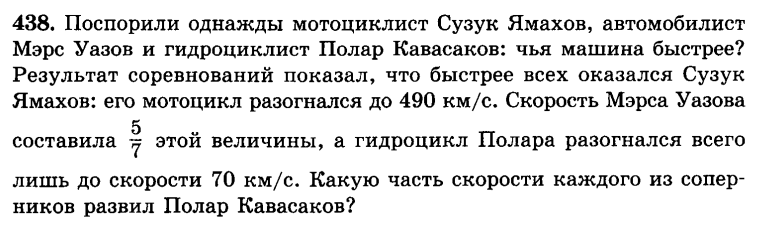 438. Поспорили однажды мотоциклист Сузук Ямахов, автомобилист
Мэрс Уазов и гидроциклист Полар Кавасаков: чья машина быстрее?
Результат соревнований показал, что быстрее всех оказался Сузук
Ямахов: его мотоцикл разогнался до 490 км/с. Скорость Мэрса Уазова
составила 5/7 этой величины, а гидроцикл Полара разогнался всего
лишь до скорости 70 км/с. Какую часть скорости каждого из сопер-
ников развил Полар Кавасаков?